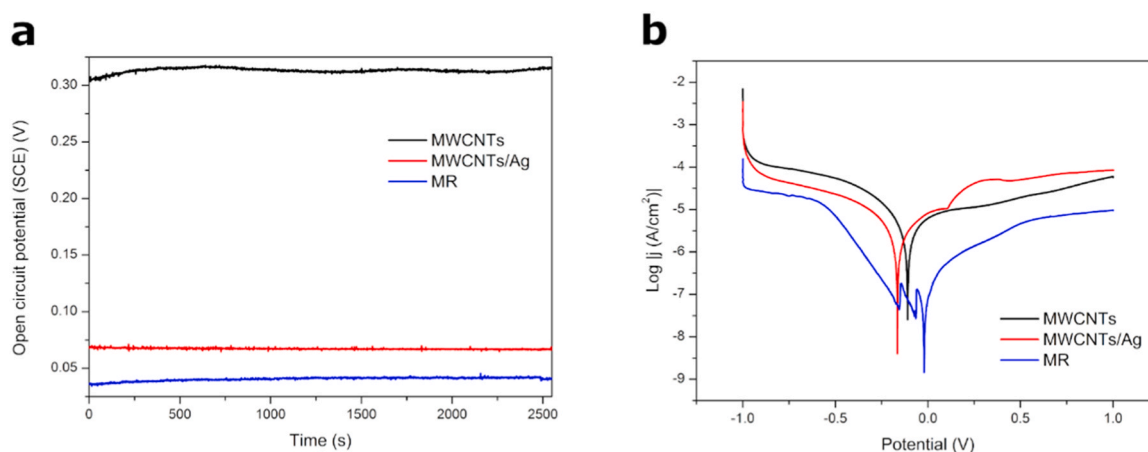 a
Open circuit potential (SCE) (V)
0.30
0.25
0.20
0.15
0.10
0.05
MWCNTs
MWCNTs/Ag
MR
0
500
1000
1500
2000
2500
Time (s)
b
Log |j (A/cm²)|
-2
-3
-4
-5
-6
-7
-8
-9
MWCNTs
MWCNTs/Ag
MR
-1.0
-0.5
0.0
0.5
1.0
Potential (V)